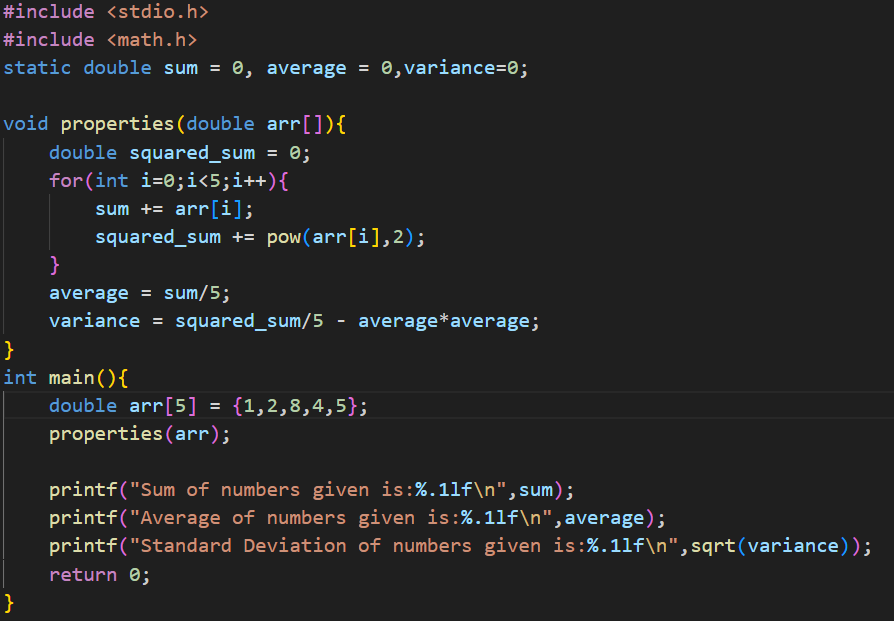 #include <stdio.h>
#include <math.h>
static double sum = 0, average = 0,variance=0;

void properties(double arr[]){
    double squared_sum = 0;
    for(int i=0;i<5;i++){
        sum += arr[i];
        squared_sum += pow(arr[i],2);
    }
    average = sum/5;
    variance = squared_sum/5 - average*average;
}
int main(){
    double arr[5] = {1,2,8,4,5};
    properties(arr);

    printf("Sum of numbers given is:%.1lf\n",sum);
    printf("Average of numbers given is:%.1lf\n",average);
    printf("Standard Deviation of numbers given is:%.1lf\n",sqrt(variance));
    return 0;
}